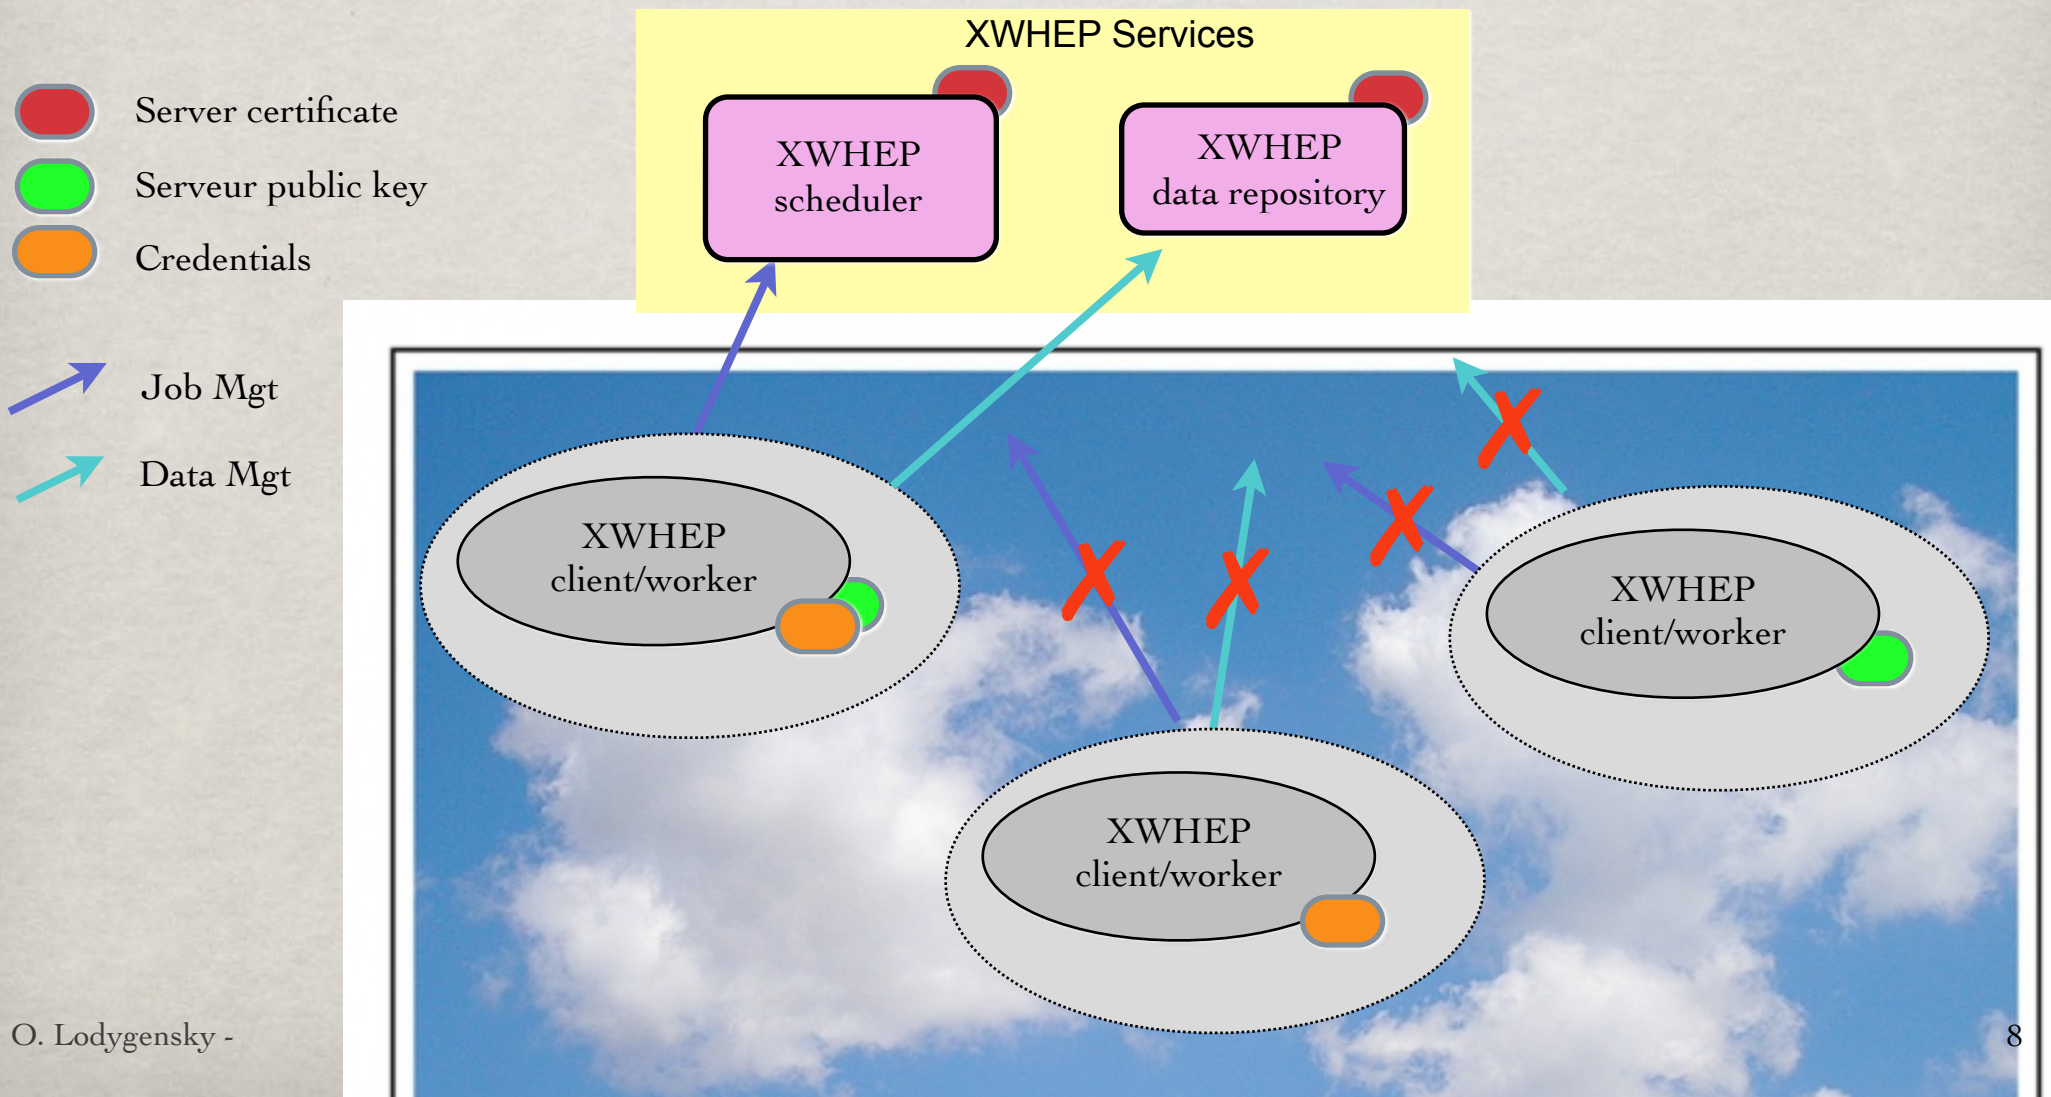 XWHEP Services
Server certificate
Serveur public key
Credentials
Job Mgt
Data Mgt
XWHEP
scheduler
XWHEP
data repository
XWHEP
client/worker
XWHEP
client/worker
XWHEP
client/worker
O. Lodygensky -
8